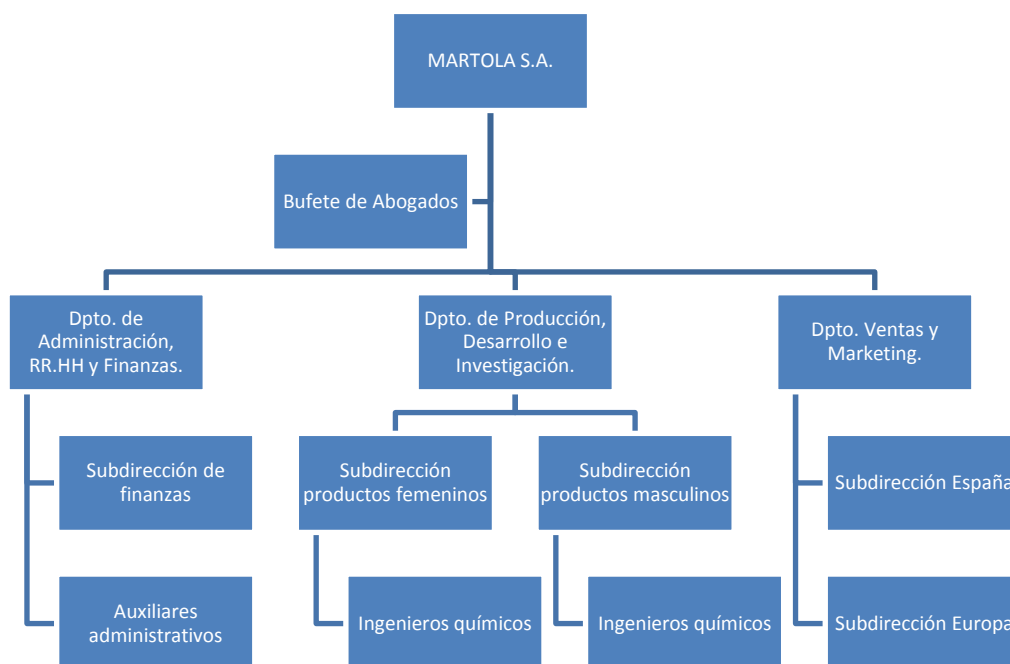 MARTOLA S.A.
Bufete de Abogados
Dpto. de
Administración,
RR.HH y Finanzas.
Dpto. de Producción,
Desarrollo e
Investigación.
Dpto. Ventas y
Marketing.
Subdirección de
finanzas
Subdirección
productos femeninos
Subdirección
productos masculinos
Subdirección España
Auxiliares
administrativos
Ingenieros químicos
Ingenieros químicos
Subdirección Europa